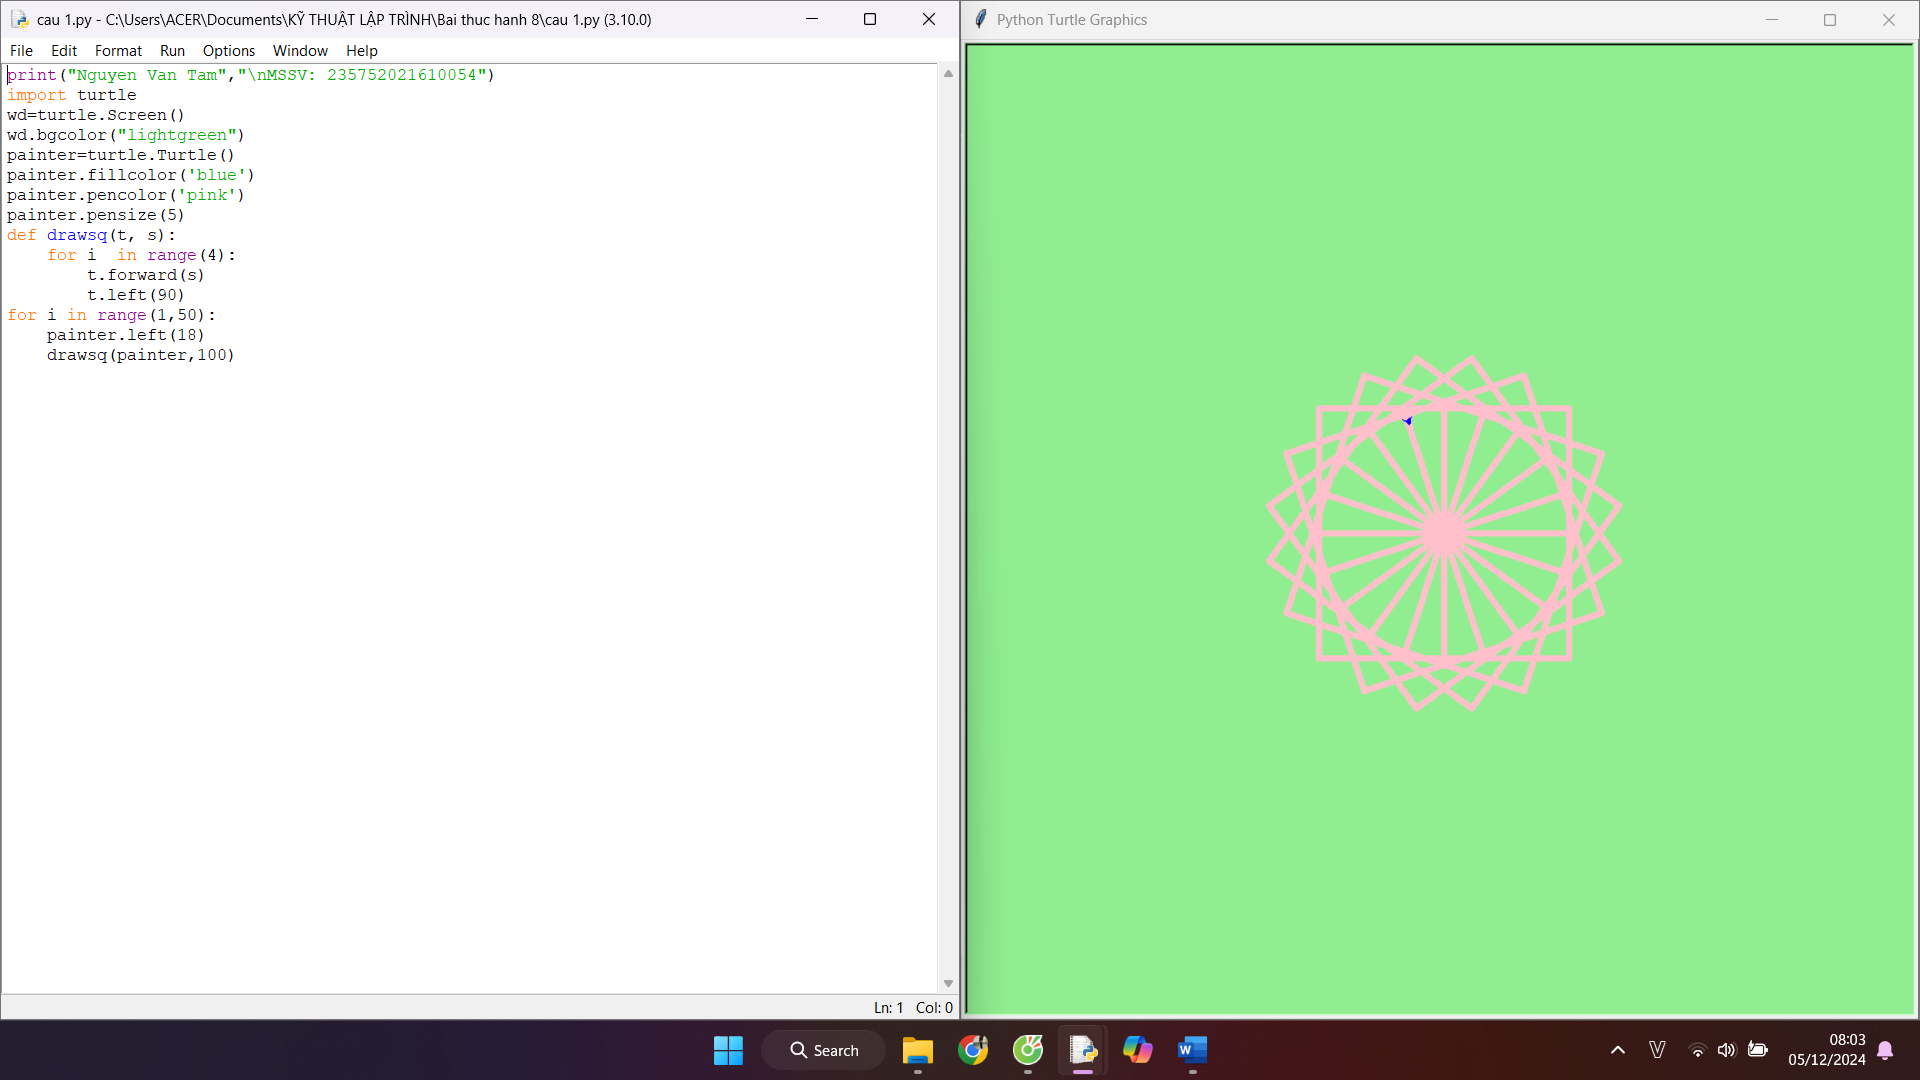 cau 1.py - C:\Users\ACER\Documents\KỸ THUẬT LẬP TRÌNH\Bai thuc hanh 8\cau 1.py (3.10.0)
File Edit Format Run Options Window Help
print("Nguyen Van Tam","\nMSSV: 235752021610054")
import turtle
wd=turtle.Screen()
wd.bgcolor("lightgreen")
painter=turtle.Turtle()
painter.fillcolor('blue')
painter.pencolor('pink')
painter.pensize(5)
def drawsq(t, s):
    for i  in range(4):
        t.forward(s)
        t.left(90)
for i in range(1,50):
    painter.left(18)
    drawsq(painter,100)
Ln: 1 Col: 0
Python Turtle Graphics
Search
W
V
08:03
05/12/2024